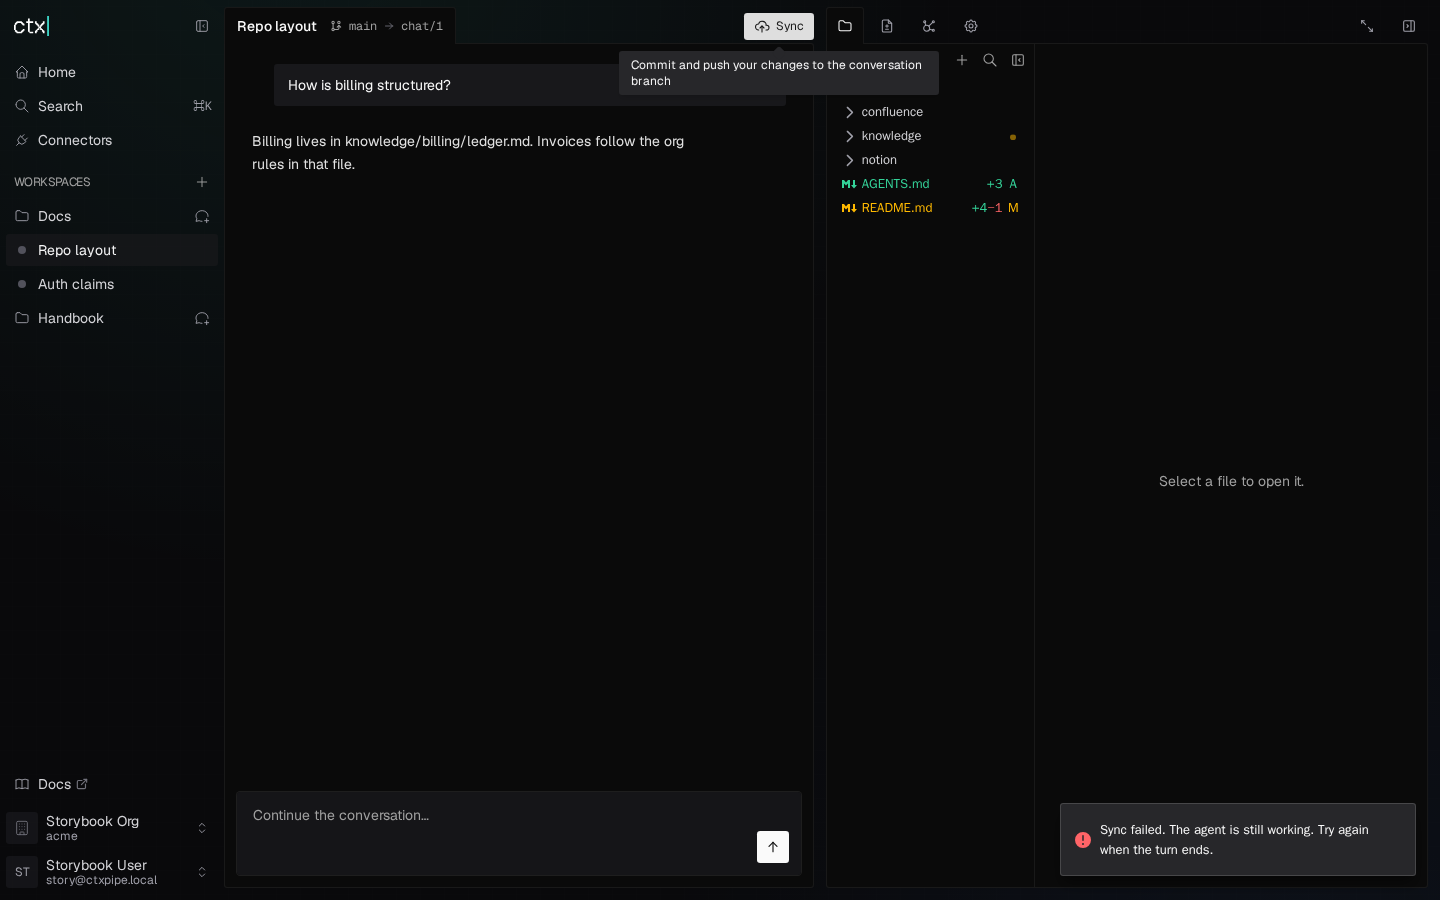 ctx
Home
Search ⌘K
Connectors
WORKSPACES
Docs
Repo layout
Auth claims
Handbook
Docs
Storybook Org
acme
ST
Storybook User
story@ctxpipe.local
Repo layout main → chat/1
Sync
Commit and push your changes to the conversation
branch
How is billing structured?
Billing lives in knowledge/billing/ledger.md. Invoices follow the org
rules in that file.
Continue the conversation...
confluence
knowledge
notion
M↓ AGENTS.md +3 A
M↓ README.md +4−1 M
Select a file to open it.
Sync failed. The agent is still working. Try again
when the turn ends.